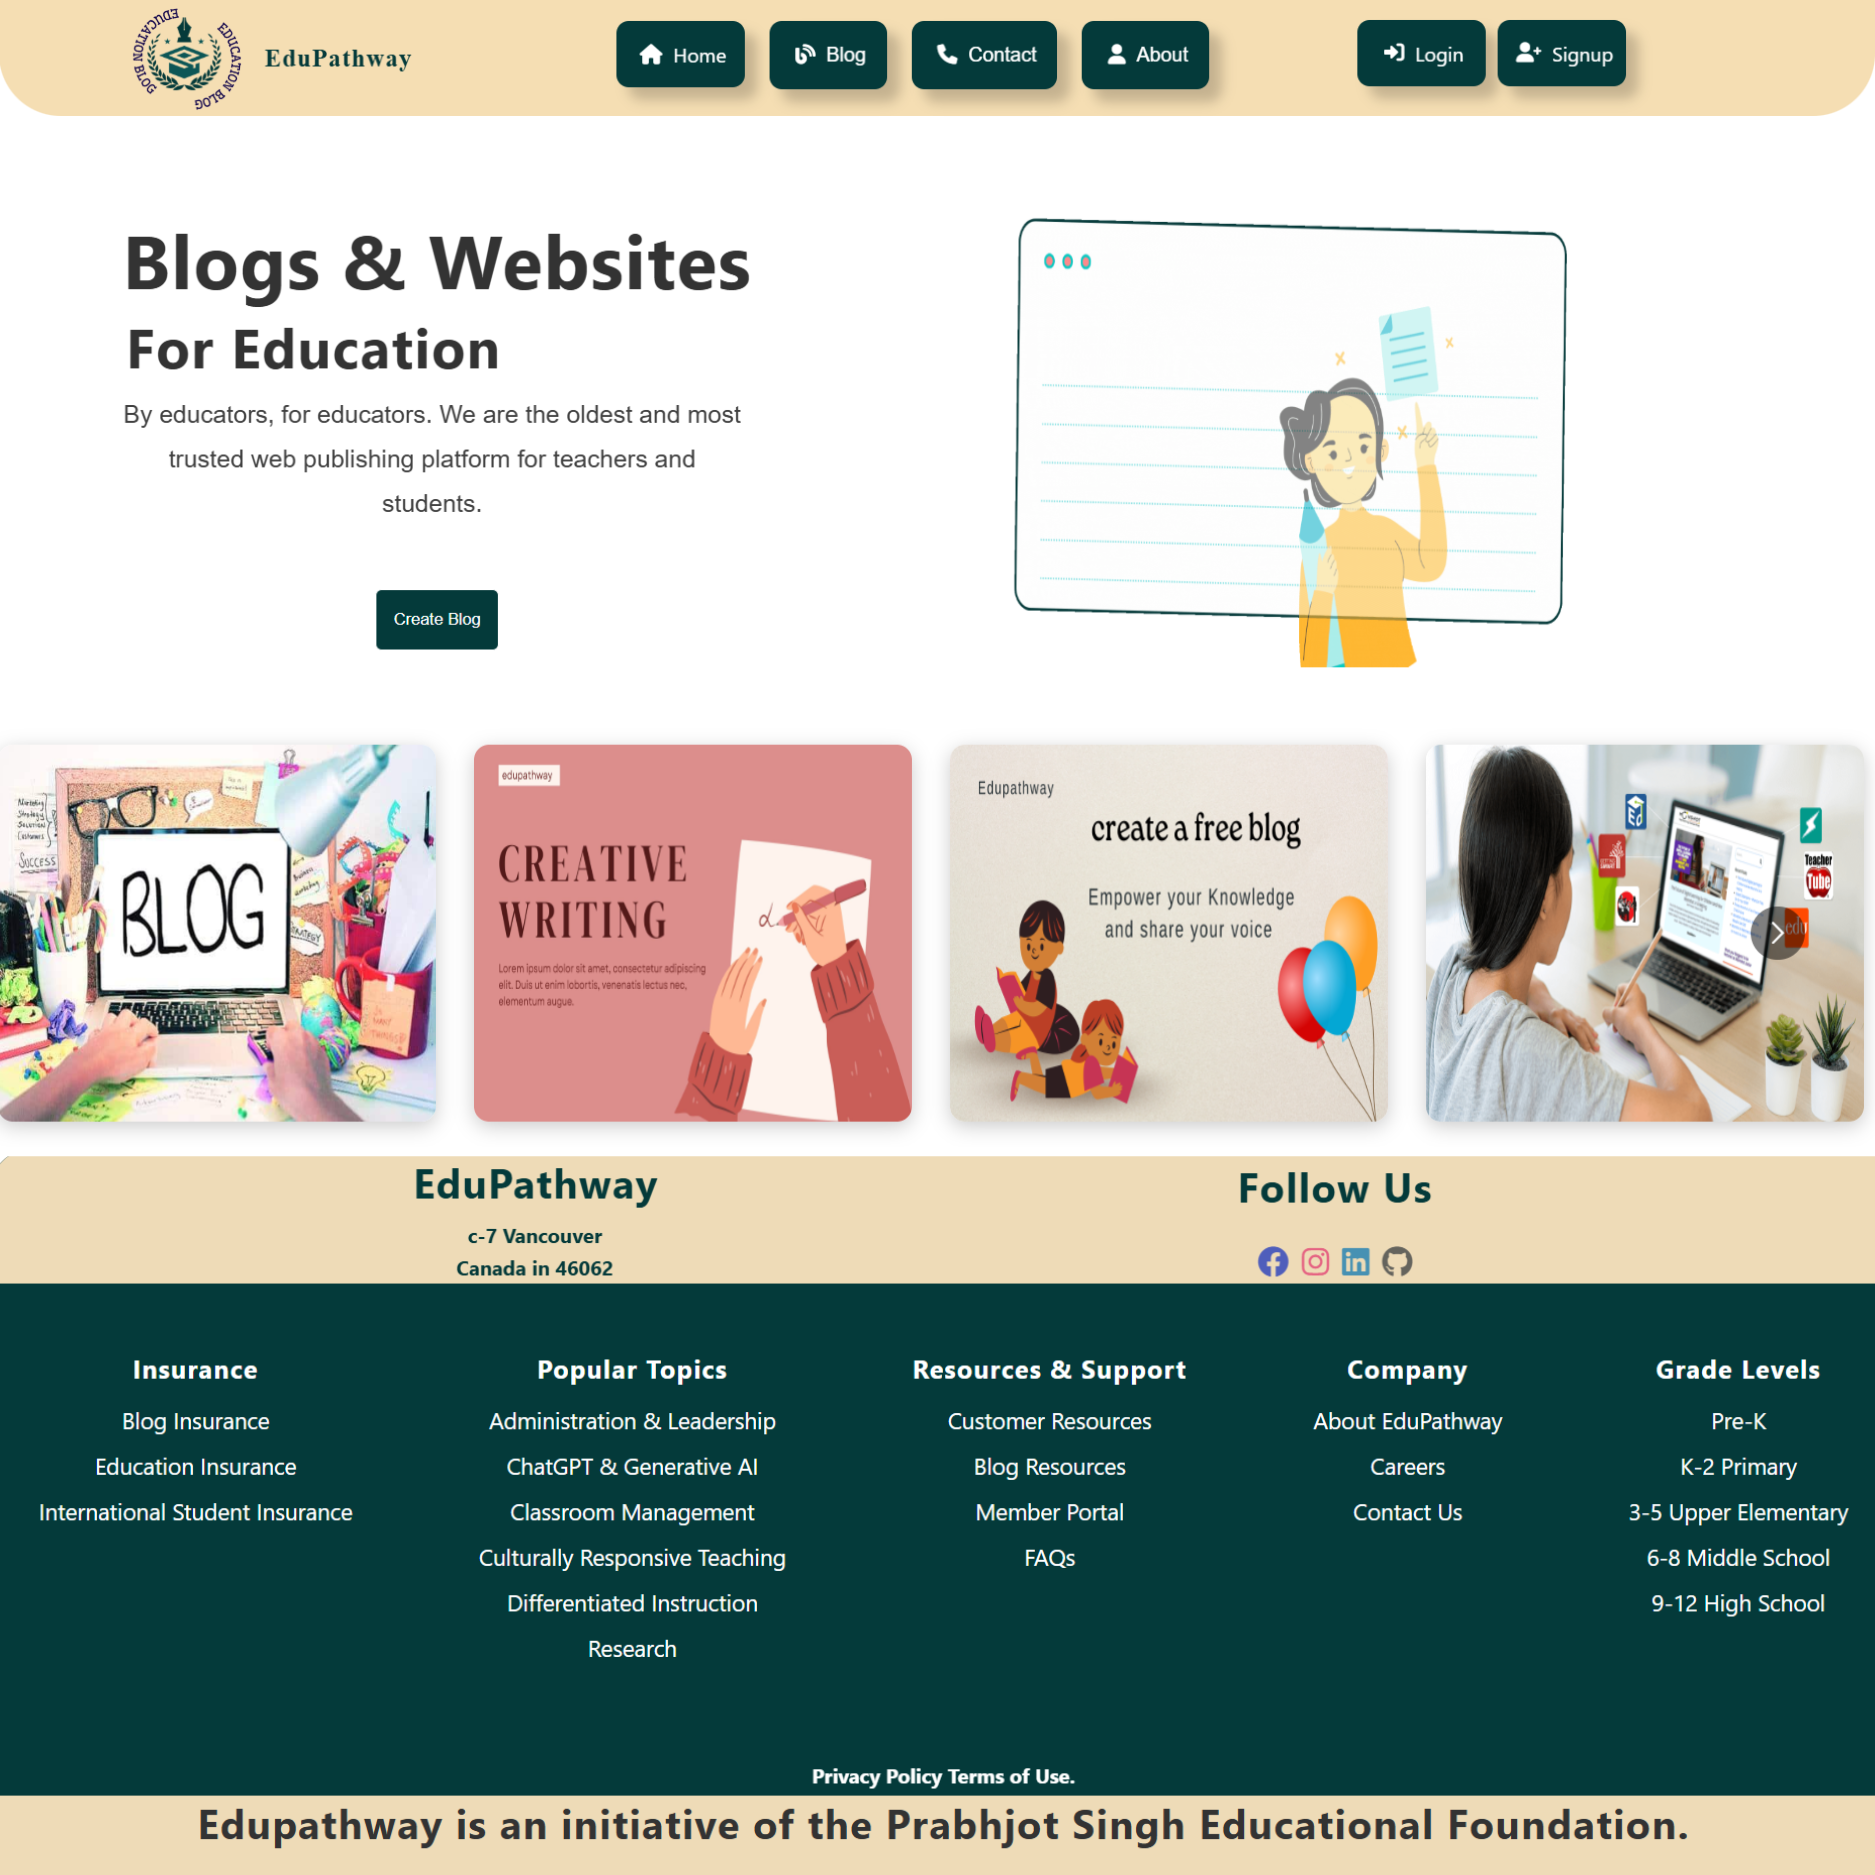 EDUCATION BLOG
EDUCATION BLOG
EduPathway
Home
Blog
Contact
About
Login
Signup
Blogs & Websites
For Education
By educators, for educators. We are the oldest and most
trusted web publishing platform for teachers and
students.
Create Blog
Marketing
Strategy
Solution
Customers
SUCCESS
BLOG
STRATEGY
edupathway
CREATIVE
WRITING
Lorem ipsum dolor sit amet, consectetur adipiscing
elit. Duis ut enim lobortis, venenatis lectus nec,
elementum augue.
Edupathway
create a free blog
Empower your Knowledge
and share your voice
ED
Teacher
Tube
edu
EduPathway
c-7 Vancouver
Canada in 46062
Follow Us
Insurance
Blog Insurance
Education Insurance
International Student Insurance
Popular Topics
Administration & Leadership
ChatGPT & Generative AI
Classroom Management
Culturally Responsive Teaching
Differentiated Instruction
Research
Resources & Support
Customer Resources
Blog Resources
Member Portal
FAQs
Company
About EduPathway
Careers
Contact Us
Grade Levels
Pre-K
K-2 Primary
3-5 Upper Elementary
6-8 Middle School
9-12 High School
Privacy Policy Terms of Use.
Edupathway is an initiative of the Prabhjot Singh Educational Foundation.